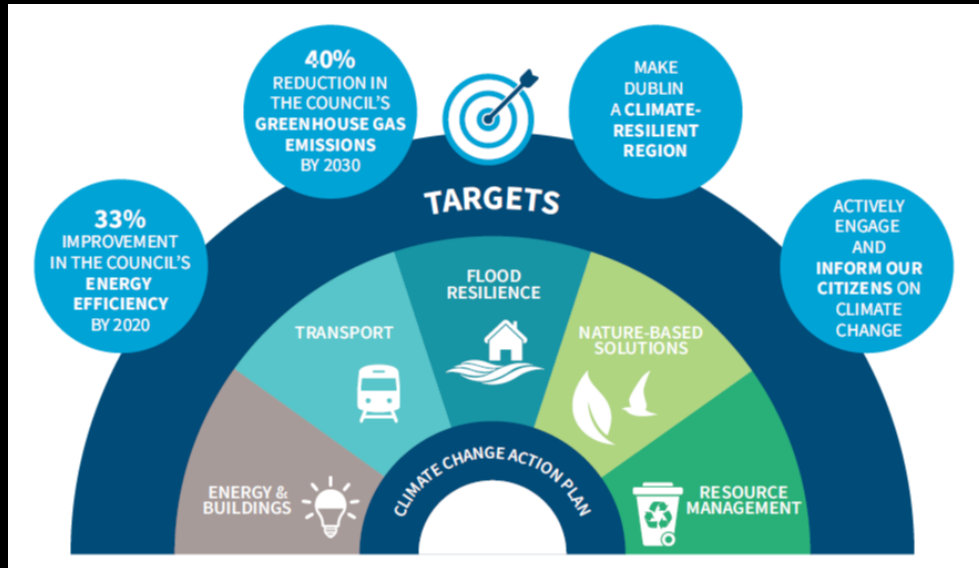 33%
IMPROVEMENT
IN THE COUNCIL'S
ENERGY
EFFICIENCY
BY 2020
40%
REDUCTION IN
THE COUNCIL'S
GREENHOUSE GAS
EMISSIONS
BY 2030
MAKE
DUBLIN
A CLIMATE-
RESILIENT
REGION
ACTIVELY
ENGAGE
AND
INFORM OUR
CITIZENS ON
CLIMATE
CHANGE
TARGETS
ENERGY &
BUILDINGS
TRANSPORT
FLOOD
RESILIENCE
NATURE-BASED
SOLUTIONS
RESOURCE
MANAGEMENT
CLIMATE CHANGE ACTION PLAN